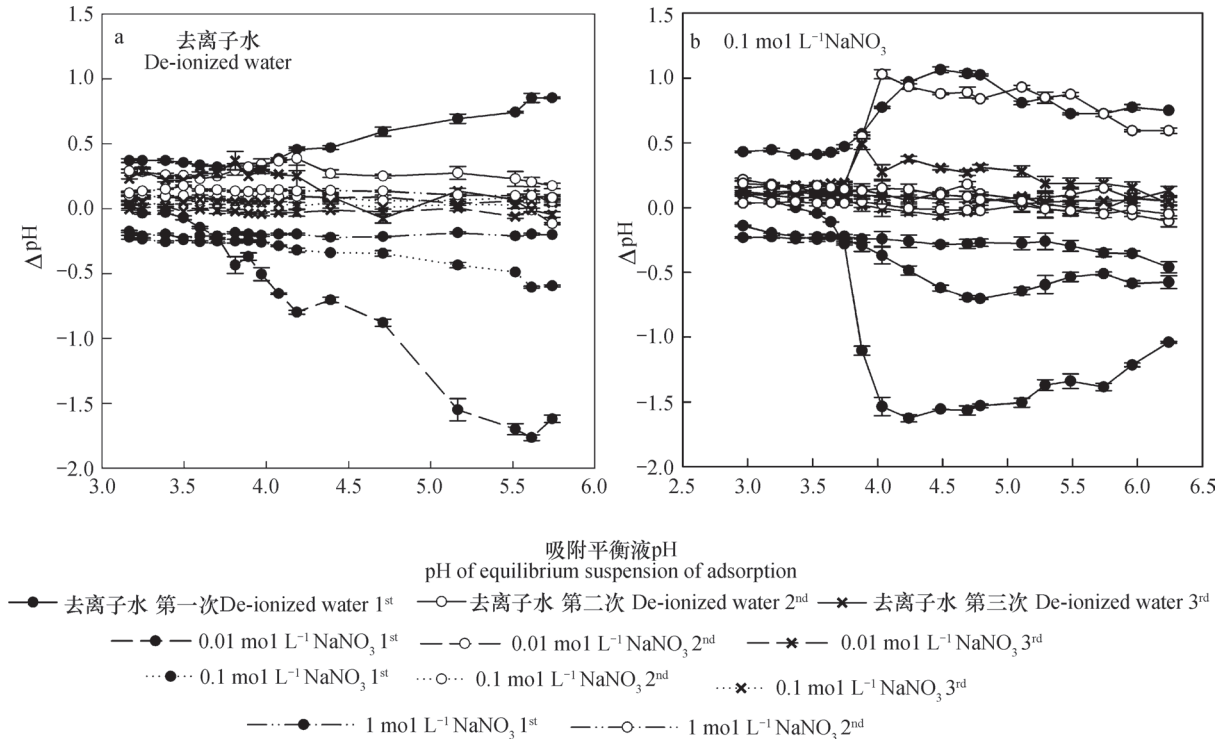 a 去离子水
De-ionized water
1.5
1.0
0.5
0.0
−0.5
−1.0
−1.5
−2.0
ΔpH
3.0 3.5 4.0 4.5 5.0 5.5 6.0
b 0.1 mo1 L⁻¹NaNO₃
1.5
1.0
0.5
0.0
−0.5
−1.0
−1.5
−2.0
ΔpH
2.5 3.0 3.5 4.0 4.5 5.0 5.5 6.0 6.5
吸附平衡液pH
pH of equilibrium suspension of adsorption
去离子水 第一次De-ionized water 1ˢᵗ 去离子水 第二次 De-ionized water 2ⁿᵈ 去离子水 第三次 De-ionized water 3ʳᵈ
0.01 mo1 L⁻¹ NaNO₃ 1ˢᵗ 0.01 mo1 L⁻¹ NaNO₃ 2ⁿᵈ 0.01 mo1 L⁻¹ NaNO₃ 3ʳᵈ
0.1 mo1 L⁻¹ NaNO₃ 1ˢᵗ 0.1 mo1 L⁻¹ NaNO₃ 2ⁿᵈ 0.1 mo1 L⁻¹ NaNO₃ 3ʳᵈ
1 mo1 L⁻¹ NaNO₃ 1ˢᵗ 1 mo1 L⁻¹ NaNO₃ 2ⁿᵈ